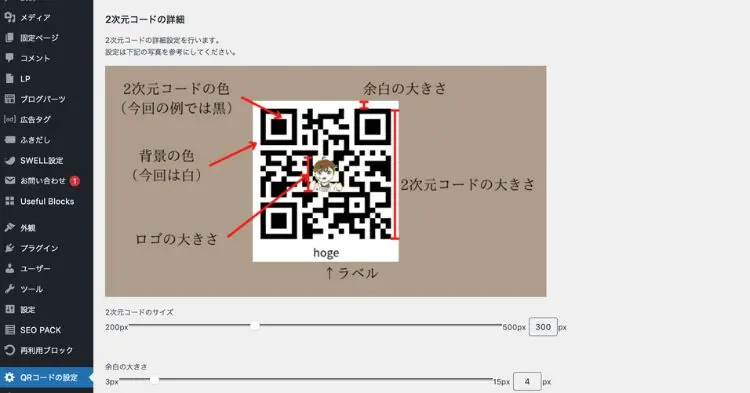 メディア
固定ページ
コメント
LP
ブログパーツ
[ad] 広告タグ
ふきだし
SWELL設定
お問い合わせ 1
Useful Blocks
外観
プラグイン
ユーザー
ツール
設定
SEO PACK
再利用ブロック
QRコードの設定
2次元コードの詳細
2次元コードの詳細設定を行います。
設定は下記の写真を参考にしてください。
2次元コードの色
（今回の例では黒）
余白の大きさ
背景の色
（今回は白）
2次元コードの大きさ
ロゴの大きさ
hoge
↑ラベル
2次元コードのサイズ
200px 500px 300 px
余白の大きさ
3px 15px 4 px